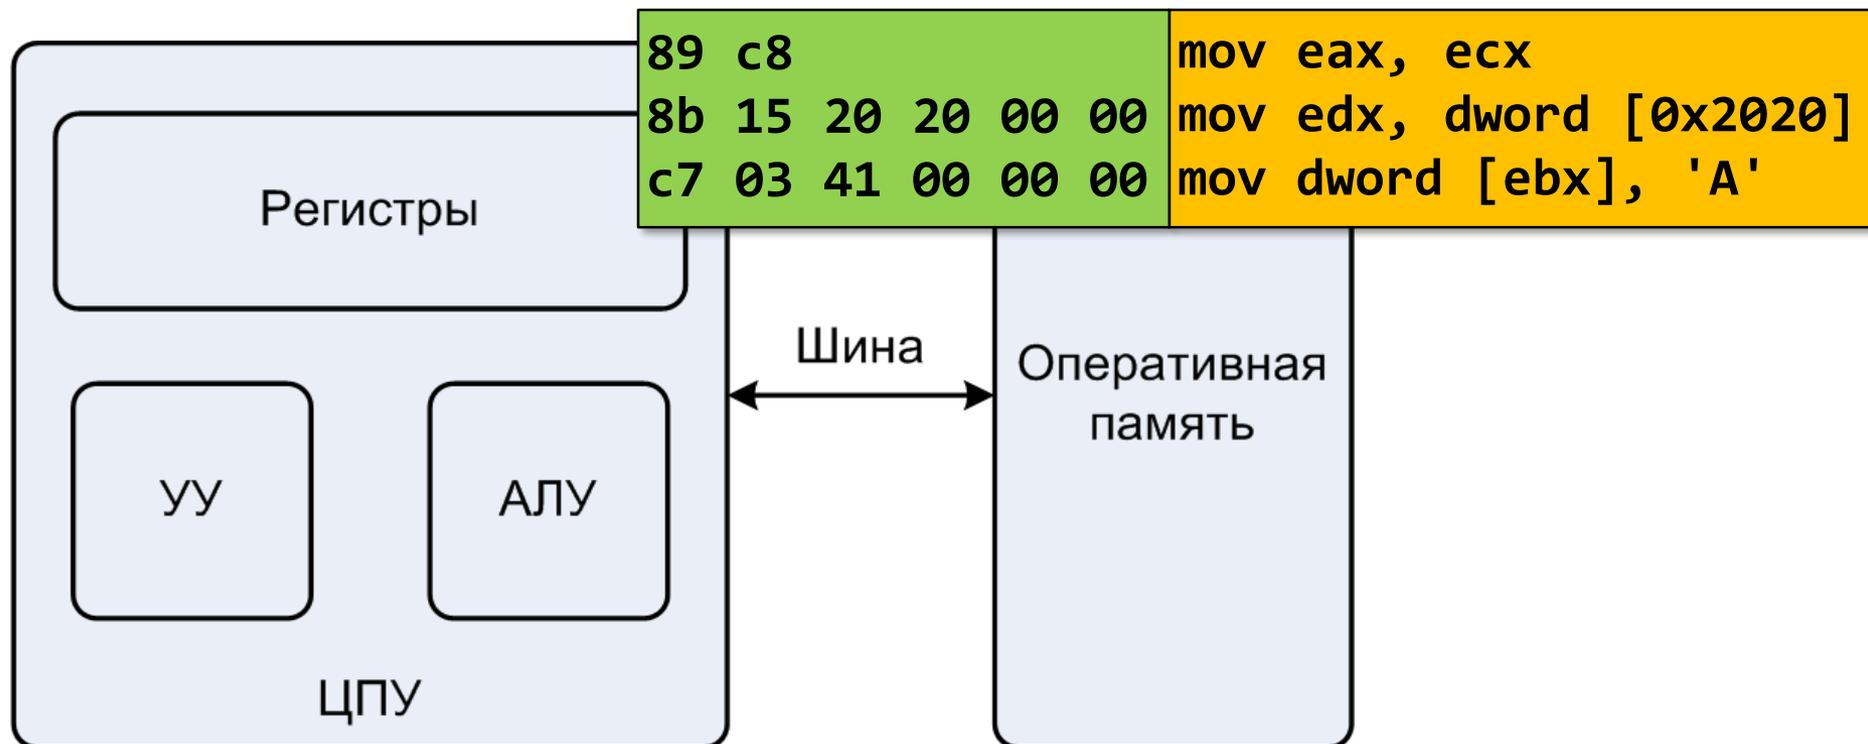 89 c8 mov eax, ecx
8b 15 20 20 00 00 mov edx, dword [0x2020]
c7 03 41 00 00 00 mov dword [ebx], 'A'
Регистры
Шина
Оперативная
память
УУ
АЛУ
ЦПУ